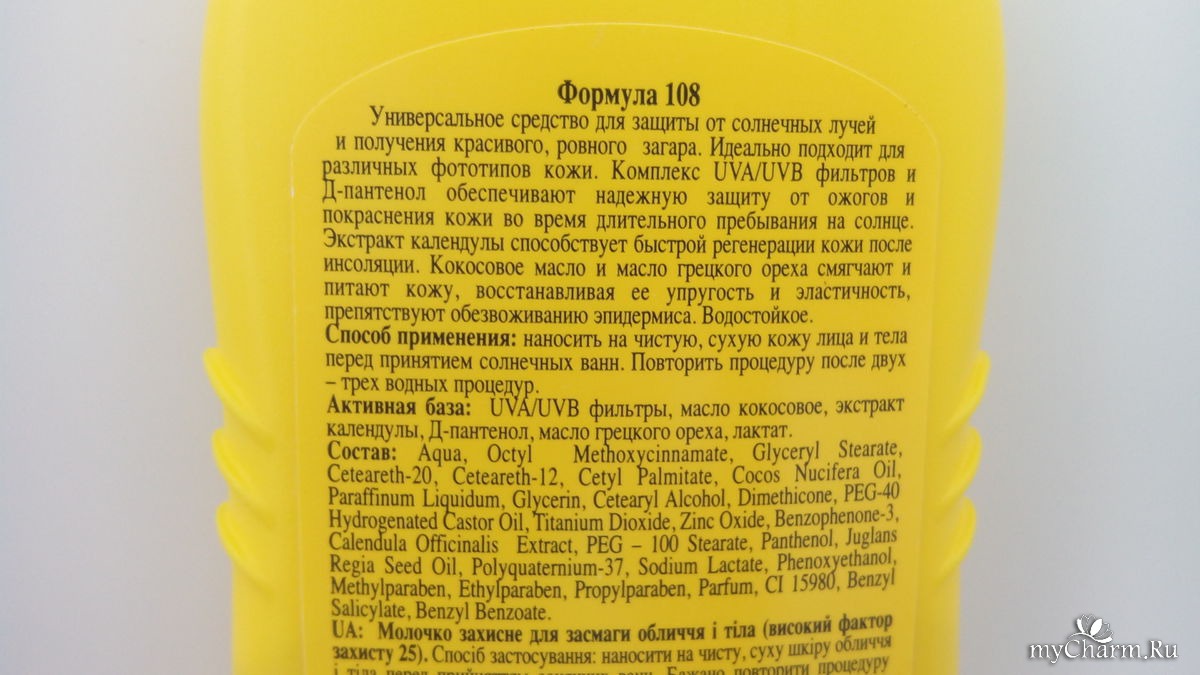 Формула 108
Универсальное средство для защиты от солнечных лучей
и получения красивого, ровного загара. Идеально подходит для
различных фототипов кожи. Комплекс UVA/UVB фильтров и
Д-пантенол обеспечивают надежную защиту от ожогов и
покраснения кожи во время длительного пребывания на солнце.
Экстракт календулы способствует быстрой регенерации кожи после
инсоляции. Кокосовое масло и масло грецкого ореха смягчают и
питают кожу, восстанавливая ее упругость и эластичность,
препятствуют обезвоживанию эпидермиса. Водостойкое.
Способ применения: наносить на чистую, сухую кожу лица и тела
перед принятием солнечных ванн. Повторить процедуру после двух
– трех водных процедур.
Активная база: UVA/UVB фильтры, масло кокосовое, экстракт
календулы, Д-пантенол, масло грецкого ореха, лактат.
Состав: Aqua, Octyl Methoxycinnamate, Glyceryl Stearate,
Ceteareth-20, Ceteareth-12, Cetyl Palmitate, Cocos Nucifera Oil,
Paraffinum Liquidum, Glycerin, Cetearyl Alcohol, Dimethicone, PEG-40
Hydrogenated Castor Oil, Titanium Dioxide, Zinc Oxide, Benzophenone-3,
Calendula Officinalis Extract, PEG – 100 Stearate, Panthenol, Juglans
Regia Seed Oil, Polyquaternium-37, Sodium Lactate, Phenoxyethanol,
Methylparaben, Ethylparaben, Propylparaben, Parfum, CI 15980, Benzyl
Salicylate, Benzyl Benzoate.
UA: Молочко захисне для засмаги обличчя і тіла (високий фактор
захисту 25). Спосіб застосування: наносити на чисту, суху шкіру обличчя
і тіла перед прийняттям сонячних ванн. Бажано повторити процедуру
myCharm.Ru